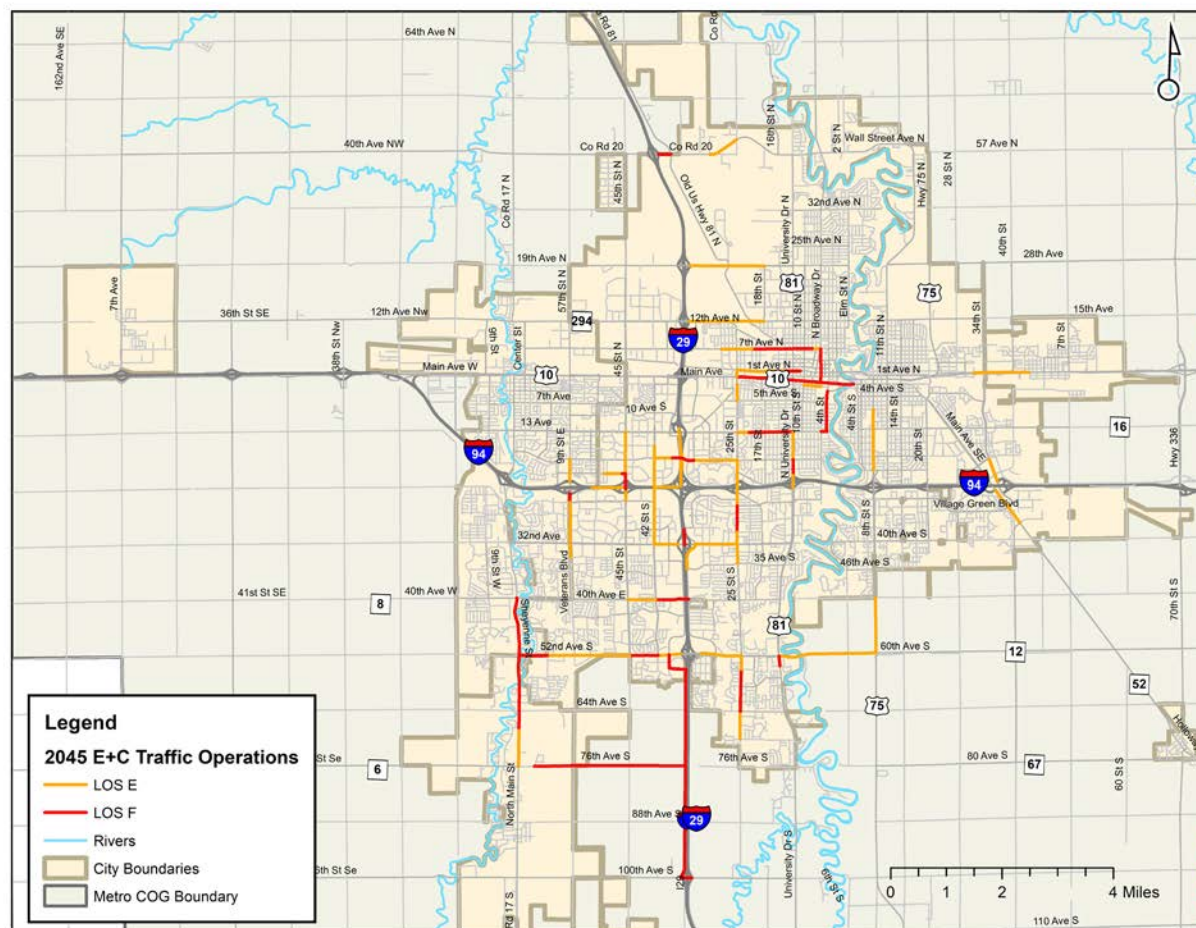 64th Ave N
Co Rd 81
Co Rd
162nd Ave SE
16th St N
2 St N
Wall Street Ave N
57 Ave N
28 St N
Hwy 75 N
40th Ave NW
Co Rd 20
Co Rd 20
45th St N
Co Rd 17 N
Old Us Hwy 81 N
University Dr N
32nd Ave N
25th Ave N
40th St
28th Ave
19th Ave N
57th St N
18th St
81
10 St N
N Broadway Dr
Elm St N
75
34th St
15th Ave
7th Ave
36th St SE
12th Ave Nw
38th St Nw
9th St
Center St
294
12th Ave N
29
11th St N
7th St
7th Ave N
Main Ave W
10
45 St N
Main Ave
1st Ave N
10
1st Ave N
4th Ave S
5th Ave S
7th Ave
10 Ave S
13 Ave
9th St E
25th St
17th St
10th St S
N University Dr
4th St
4th St S
14th St
20th St
Main Ave SE
16
Hwy 336
94
94
Village Green Blvd
32nd Ave
42 St S
8th St S
40th Ave S
9th St W
Veterans Blvd
45th St
25 St S
35 Ave S
46th Ave S
41st St SE
8
40th Ave W
40th Ave E
70th St S
Sheyenne St
81
52nd Ave S
60th Ave S
12
52
75
64th Ave S
St Se
6
76th Ave S
76th Ave S
80 Ave S
67
60 St S
North Main St
88th Ave S
29
University Dr S
6th St Se
100th Ave S
I29
6th St S
Rd 17 S
110 Ave S
Legend
2045 E+C Traffic Operations
LOS E
LOS F
Rivers
City Boundaries
Metro COG Boundary
0 1 2 4 Miles